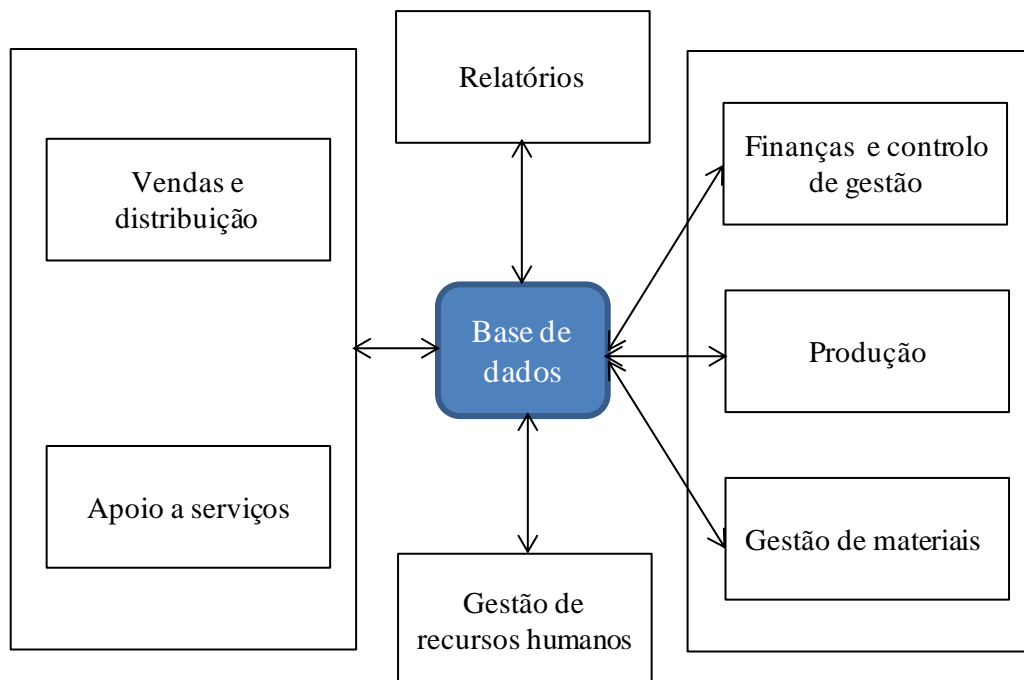 Relatórios
Vendas e
distribuição
Finanças e controlo
de gestão
Base de
dados
Produção
Apoio a serviços
Gestão de materiais
Gestão de
recursos humanos